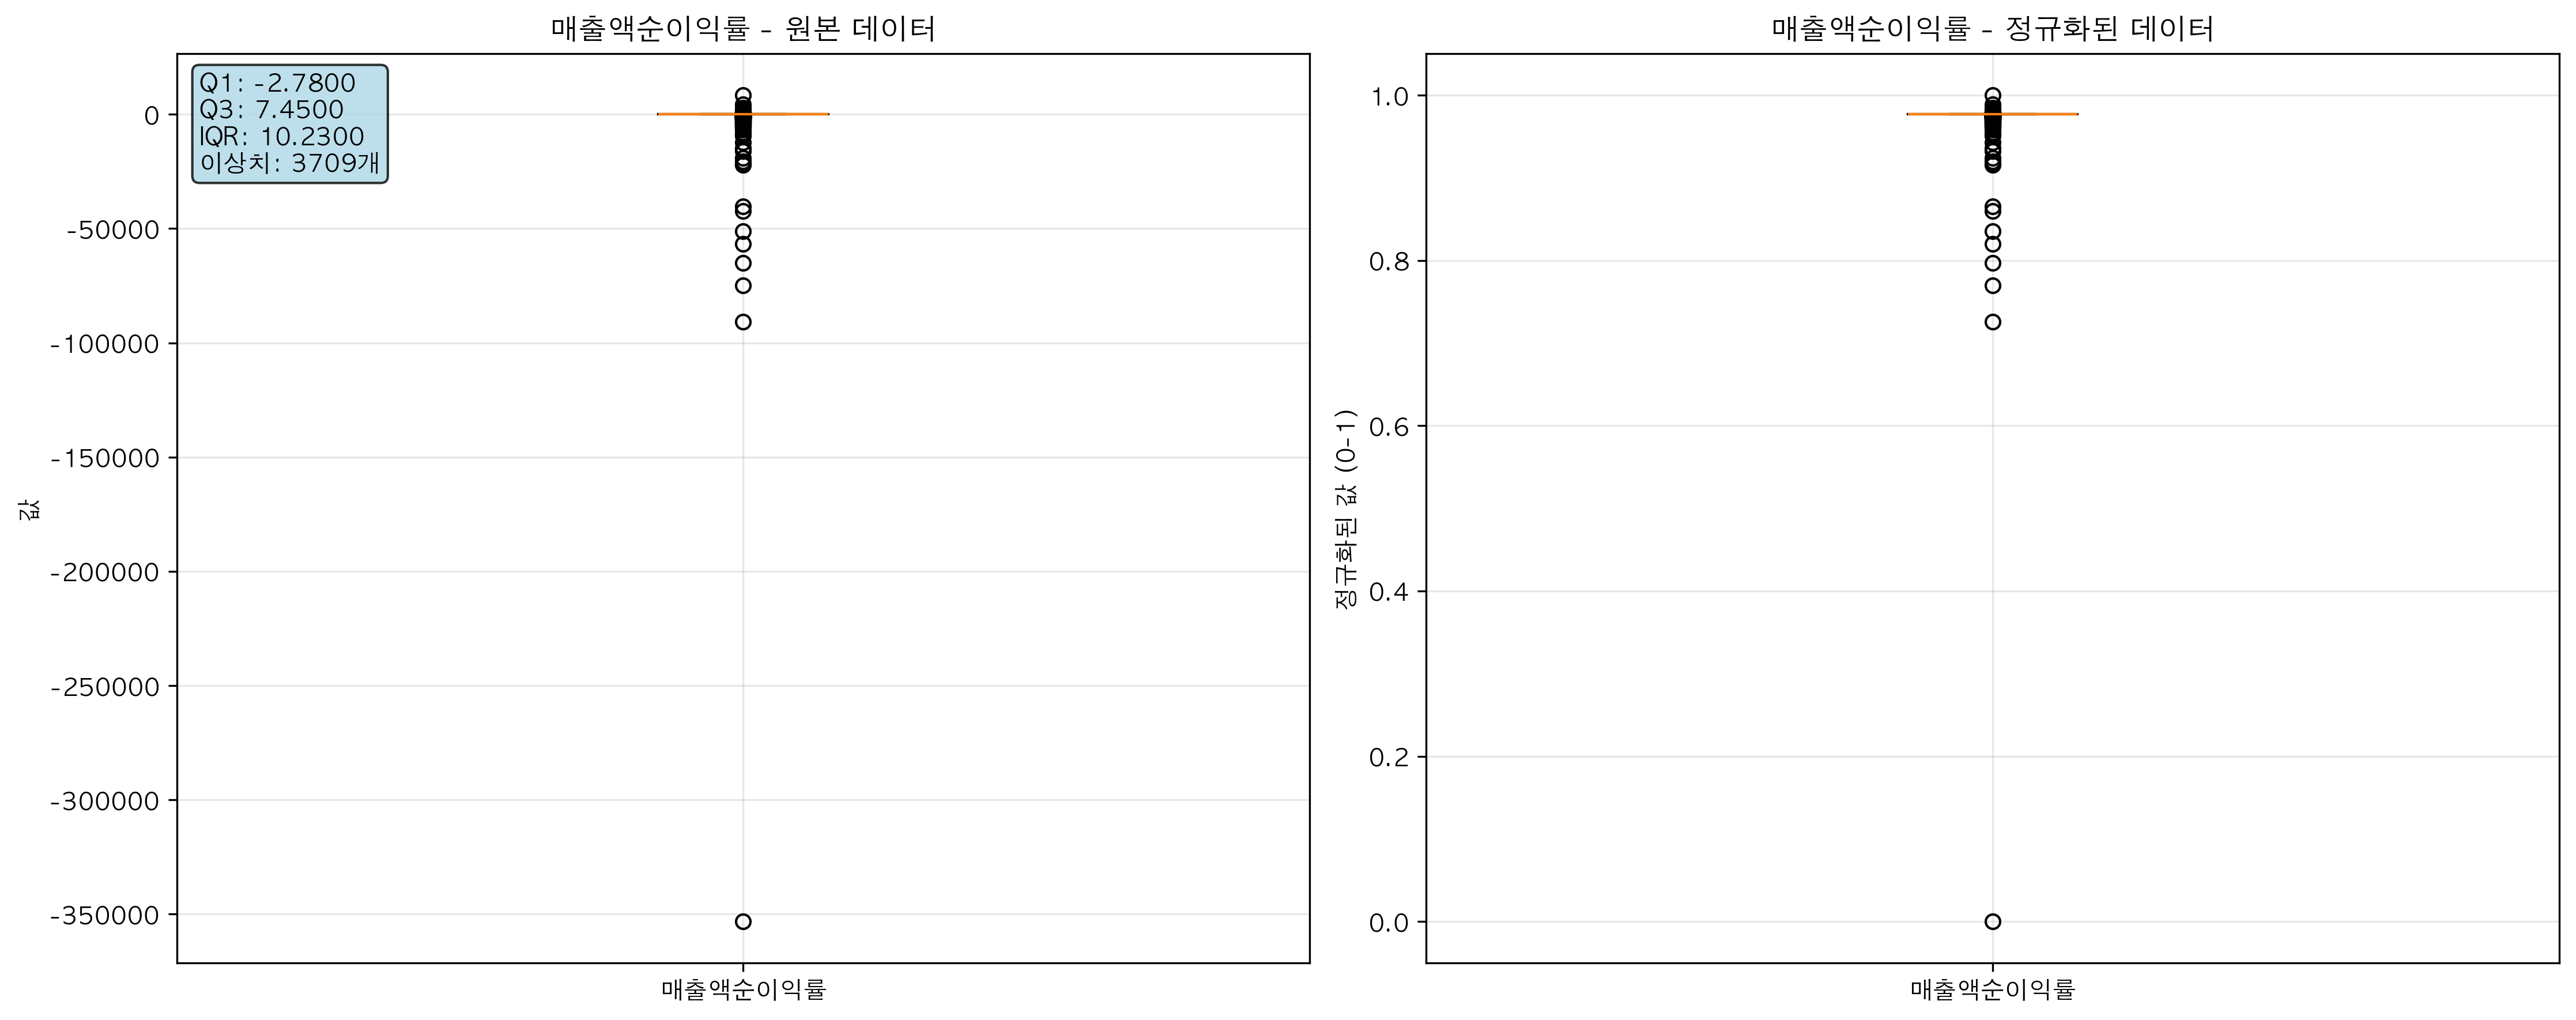 매출액순이익률 - 원본 데이터
Q1: -2.7800
Q3: 7.4500
IQR: 10.2300
이상치: 3709개
0
-50000
-100000
-150000
-200000
-250000
-300000
-350000
값
매출액순이익률
매출액순이익률 - 정규화된 데이터
1.0
0.8
0.6
0.4
0.2
0.0
정규화된 값 (0-1)
매출액순이익률